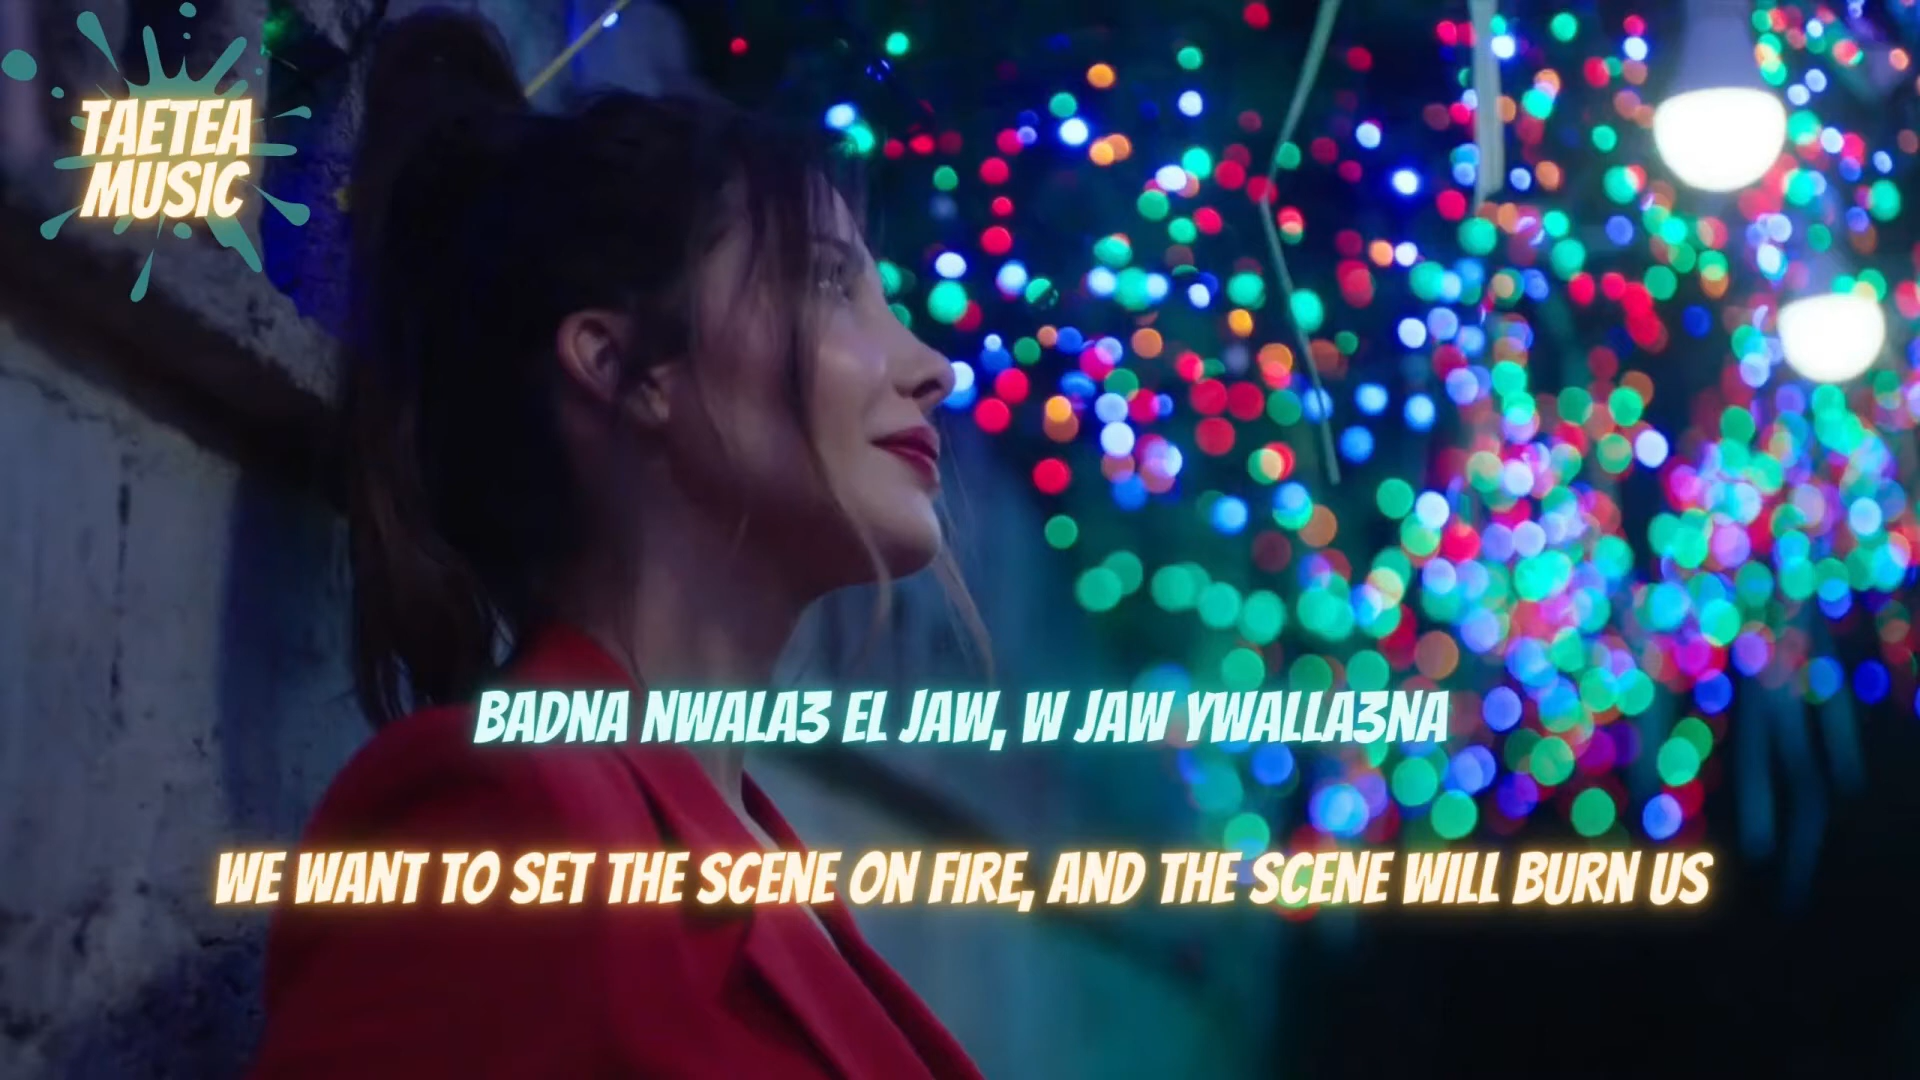 TAETEA
MUSIC
BADNA NWALA3 EL JAW, W JAW YWALLA3NA
WE WANT TO SET THE SCENE ON FIRE, AND THE SCENE WILL BURN US